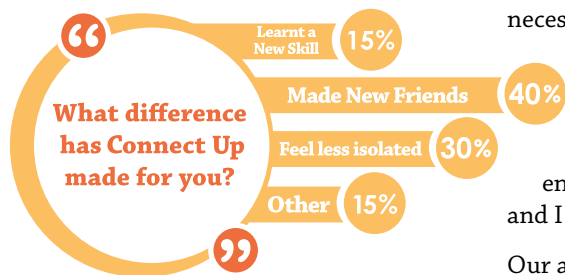 “
What difference
has Connect Up
made for you?
”
Learnt a
New Skill
15%
Made New Friends
40%
Feel less isolated
30%
Other
15%
neces
en
and I
Our a